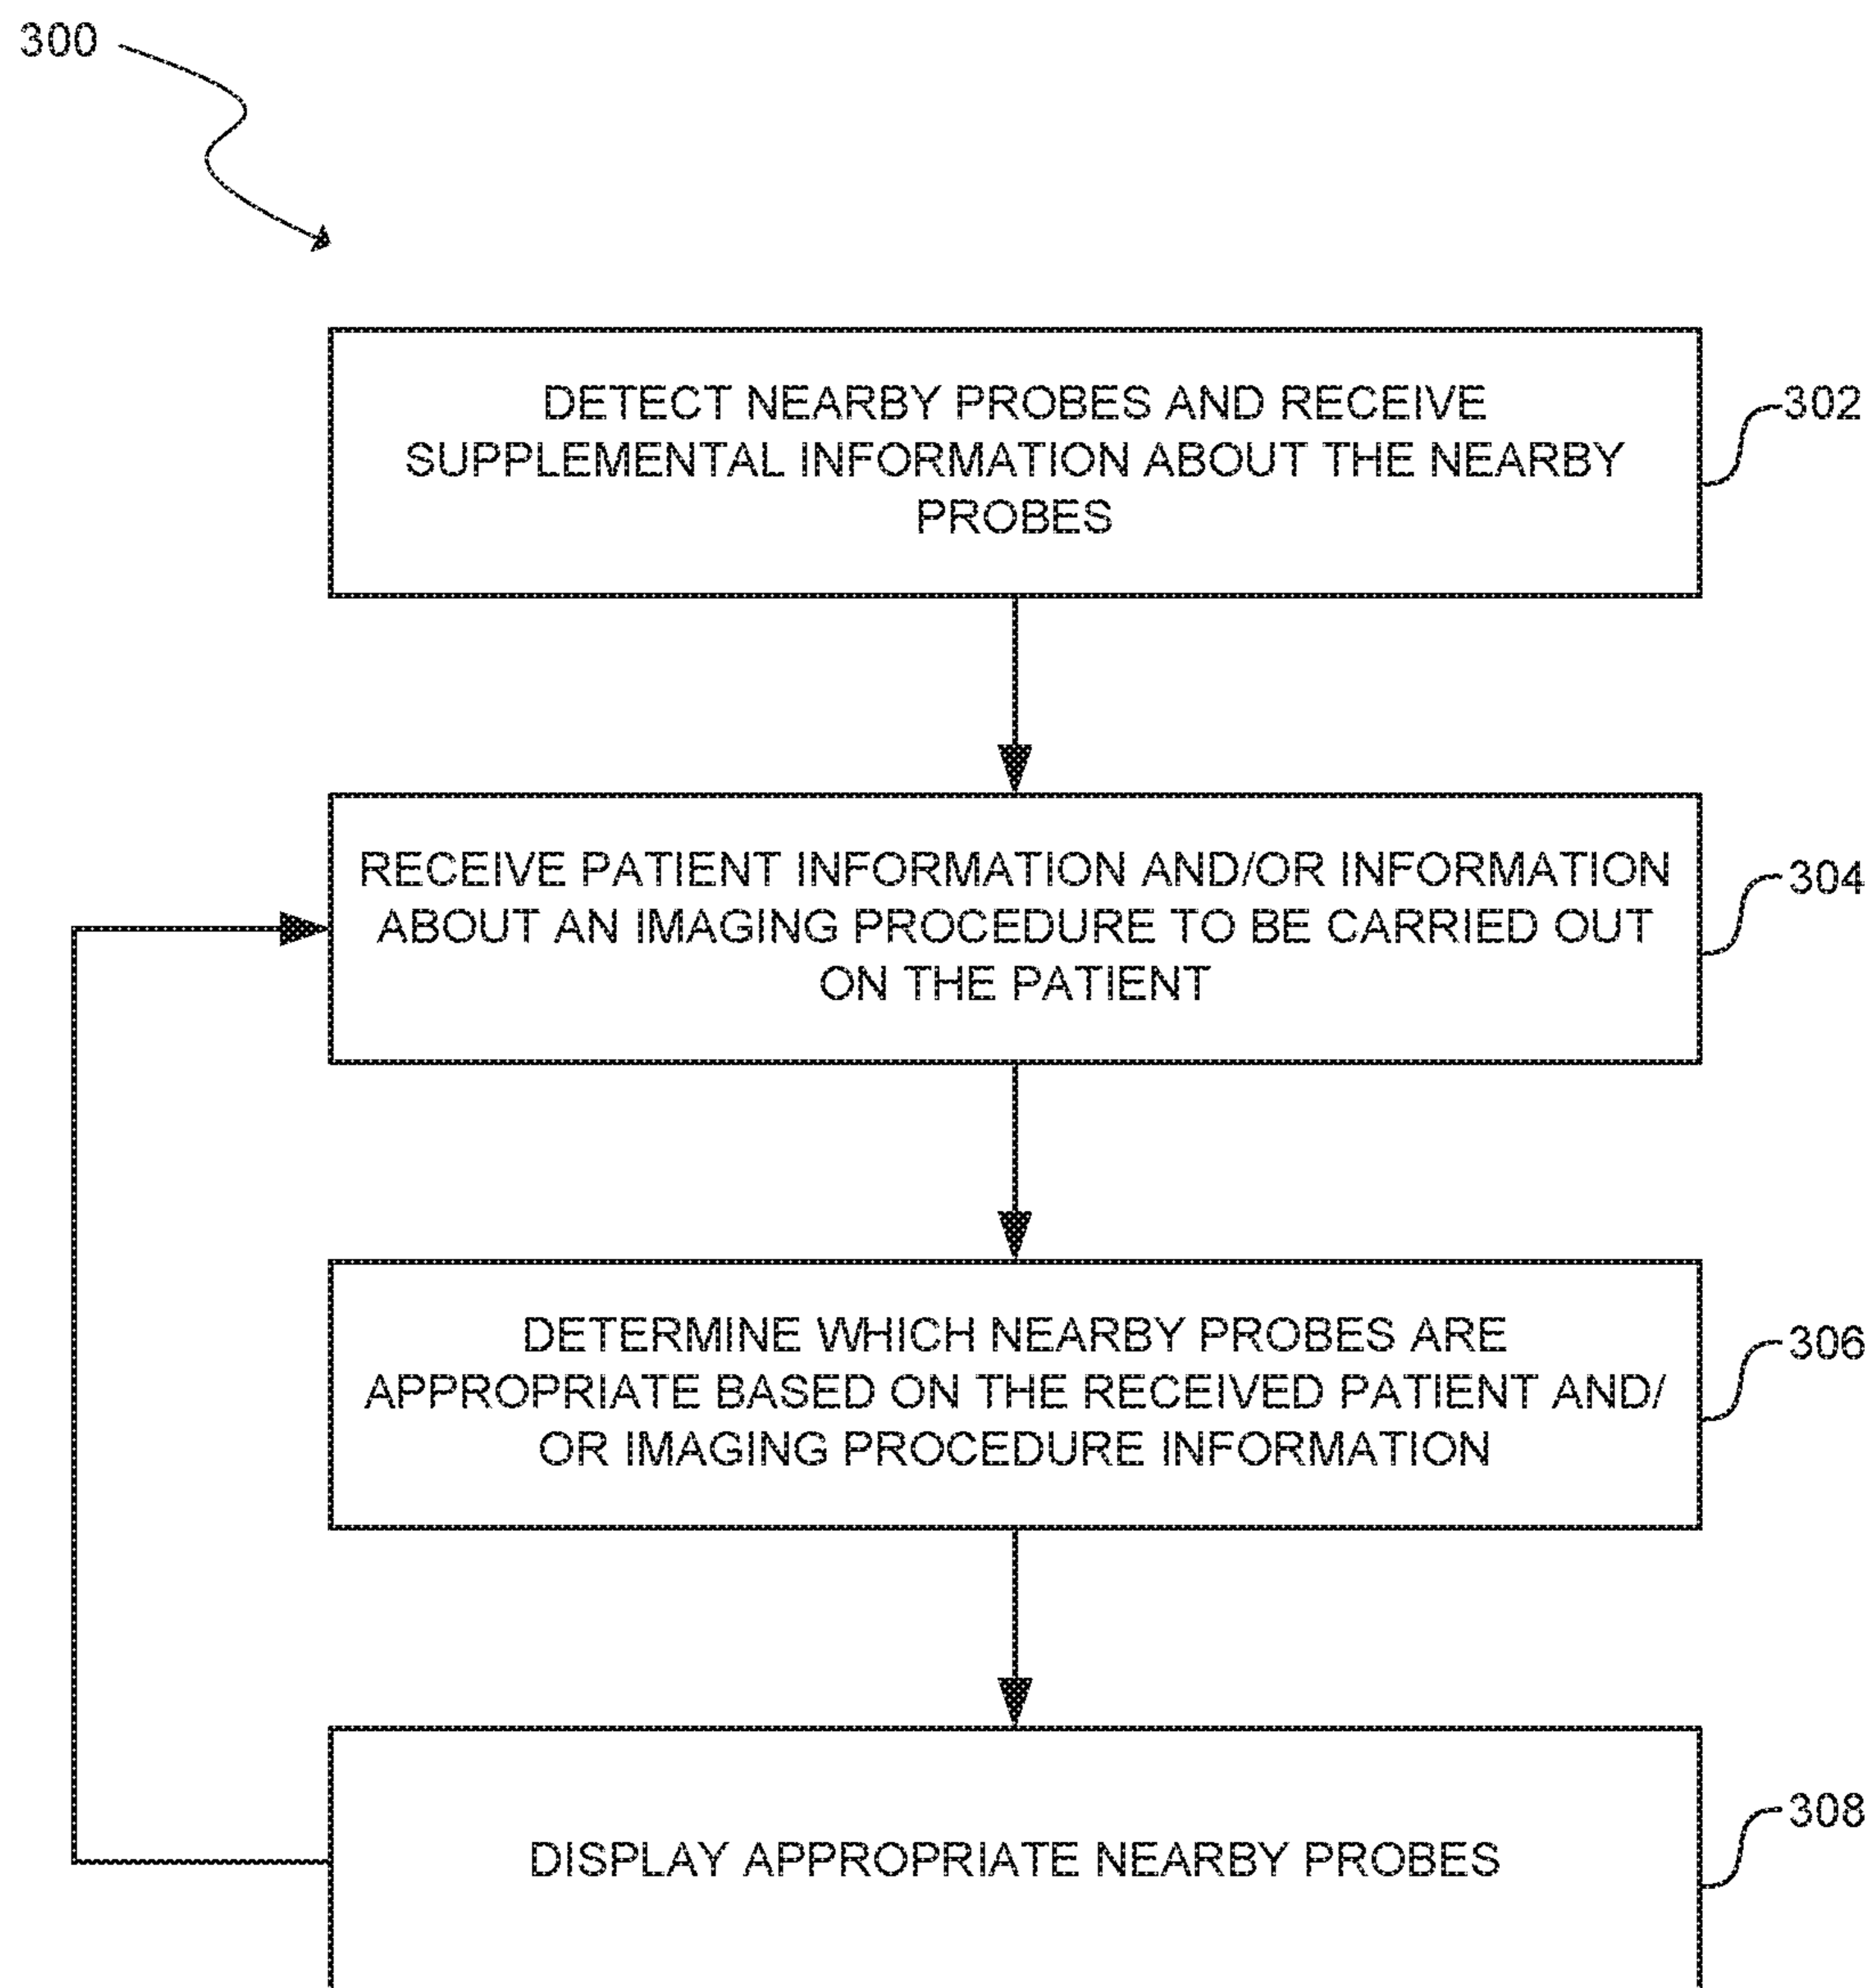 300
DETECT NEARBY PROBES AND RECEIVE
SUPPLEMENTAL INFORMATION ABOUT THE NEARBY
PROBES
302
RECEIVE PATIENT INFORMATION AND/OR INFORMATION
ABOUT AN IMAGING PROCEDURE TO BE CARRIED OUT
ON THE PATIENT
304
DETERMINE WHICH NEARBY PROBES ARE
APPROPRIATE BASED ON THE RECEIVED PATIENT AND/
OR IMAGING PROCEDURE INFORMATION
306
DISPLAY APPROPRIATE NEARBY PROBES
308